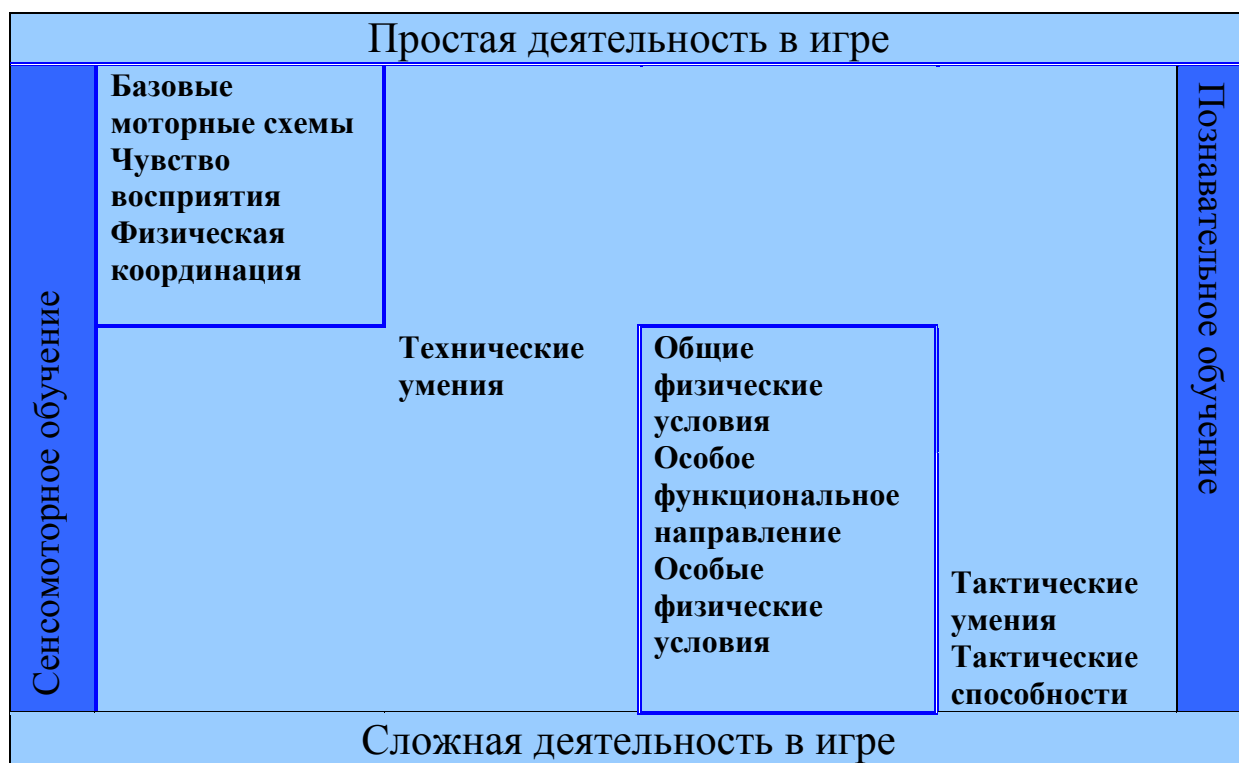 Простая деятельность в игре
Сенсомоторное обучение
Базовые
моторные схемы
Чувство
восприятия
Физическая
координация
Технические
умения
Общие
физические
условия
Особое
функциональное
направление
Особые
физические
условия
Тактические
умения
Тактические
способности
Познавательное обучение
Сложная деятельность в игре